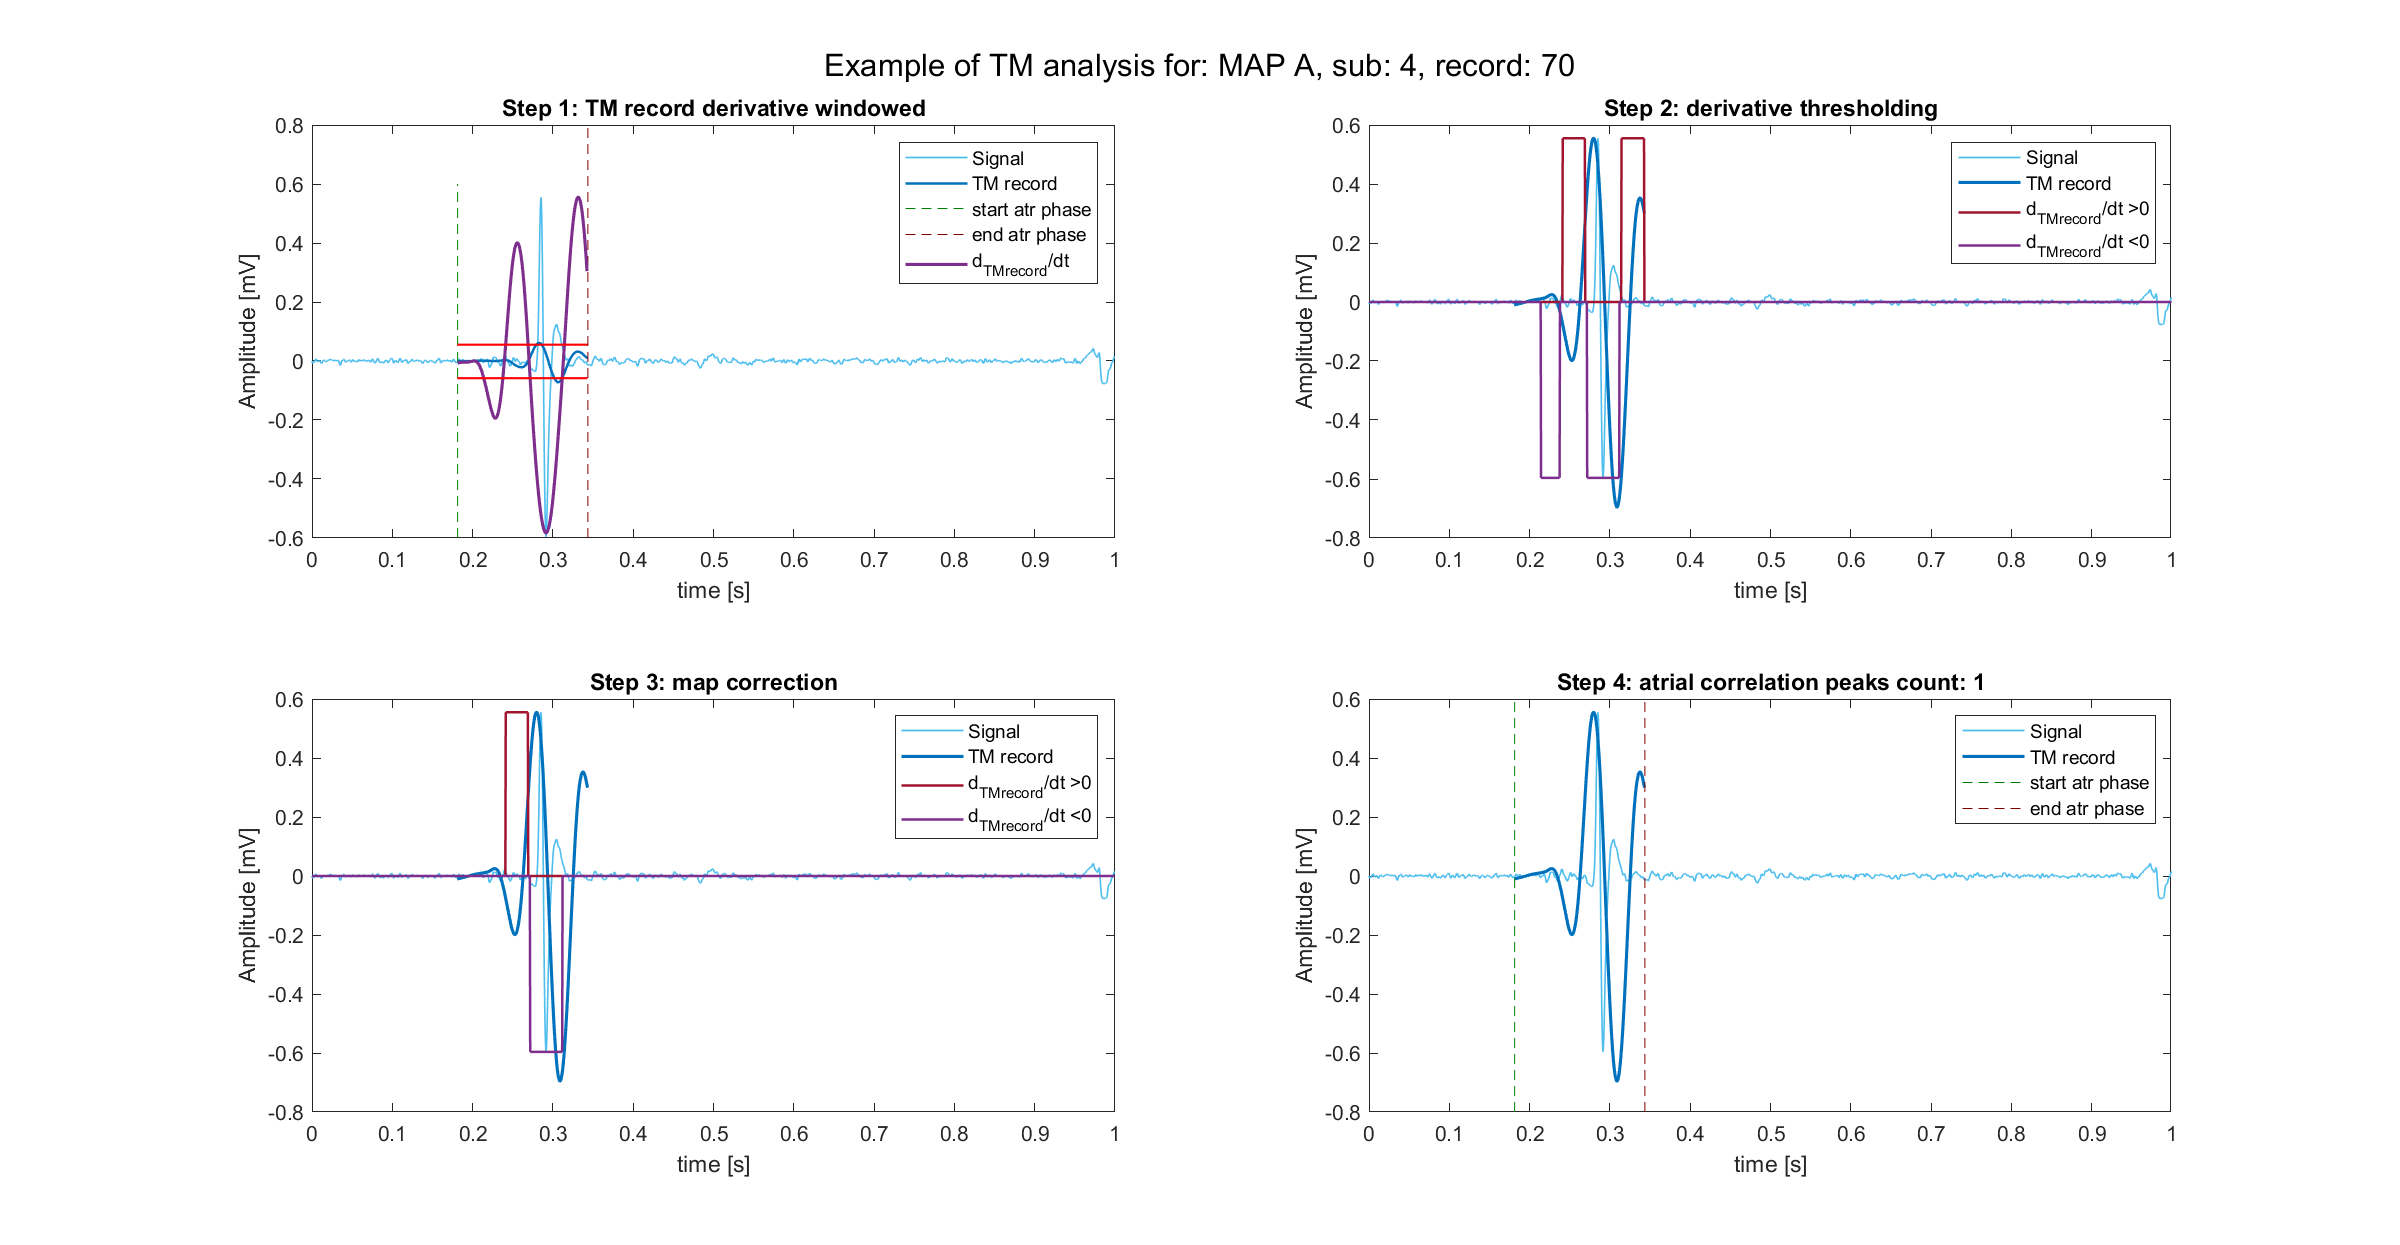 Example of TM analysis for: MAP A, sub: 4, record: 70
Step 1: TM record derivative windowed
0.8
0.6
0.4
0.2
0
-0.2
-0.4
-0.6
Amplitude [mV]
0 0.1 0.2 0.3 0.4 0.5 0.6 0.7 0.8 0.9 1
time [s]
Signal
TM record
start atr phase
end atr phase
dTMrecord/dt
Step 2: derivative thresholding
0.6
0.4
0.2
0
-0.2
-0.4
-0.6
-0.8
Amplitude [mV]
0 0.1 0.2 0.3 0.4 0.5 0.6 0.7 0.8 0.9 1
time [s]
Signal
TM record
dTMrecord/dt >0
dTMrecord/dt <0
Step 3: map correction
0.6
0.4
0.2
0
-0.2
-0.4
-0.6
-0.8
Amplitude [mV]
0 0.1 0.2 0.3 0.4 0.5 0.6 0.7 0.8 0.9 1
time [s]
Signal
TM record
dTMrecord/dt >0
dTMrecord/dt <0
Step 4: atrial correlation peaks count: 1
0.6
0.4
0.2
0
-0.2
-0.4
-0.6
-0.8
Amplitude [mV]
0 0.1 0.2 0.3 0.4 0.5 0.6 0.7 0.8 0.9 1
time [s]
Signal
TM record
start atr phase
end atr phase